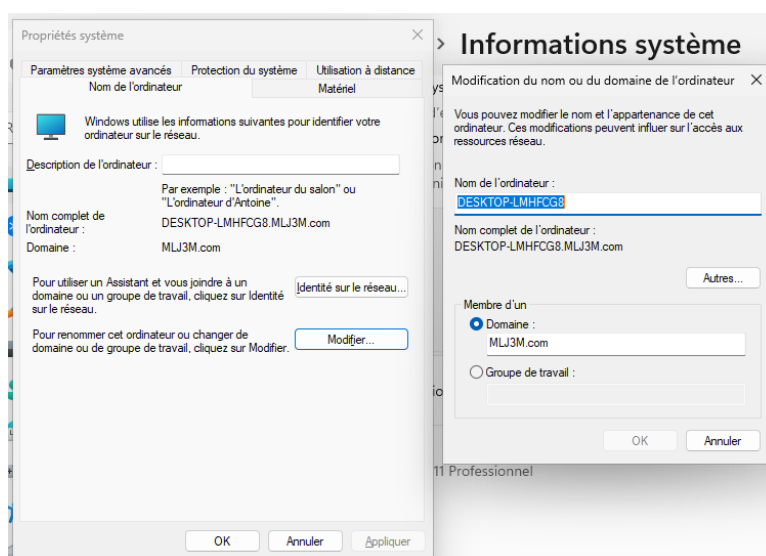 Propriétés système
Paramètres système avancés
Protection du système
Utilisation à distance
Nom de l'ordinateur
Matériel
Windows utilise les informations suivantes pour identifier votre
ordinateur sur le réseau.
Description de l'ordinateur :
Par exemple : "L'ordinateur du salon" ou
"L'ordinateur d'Antoine".
Nom complet de
l'ordinateur :
DESKTOP-LMHFCG8.MLJ3M.com
Domaine :
MLJ3M.com
Pour utiliser un Assistant et vous joindre à un
domaine ou un groupe de travail, cliquez sur Identité
sur le réseau.
Identité sur le réseau...
Pour renommer cet ordinateur ou changer de
domaine ou de groupe de travail, cliquez sur Modifier.
Modifier...
OK
Annuler
Appliquer
> Informations système
Modification du nom ou du domaine de l'ordinateur
Vous pouvez modifier le nom et l'appartenance de cet
ordinateur. Ces modifications peuvent influer sur l'accès aux
ressources réseau.
Nom de l'ordinateur :
DESKTOP-LMHFCG8
Nom complet de l'ordinateur :
DESKTOP-LMHFCG8.MLJ3M.com
Autres...
Membre d'un
Domaine :
MLJ3M.com
Groupe de travail :
OK
Annuler
11 Professionnel